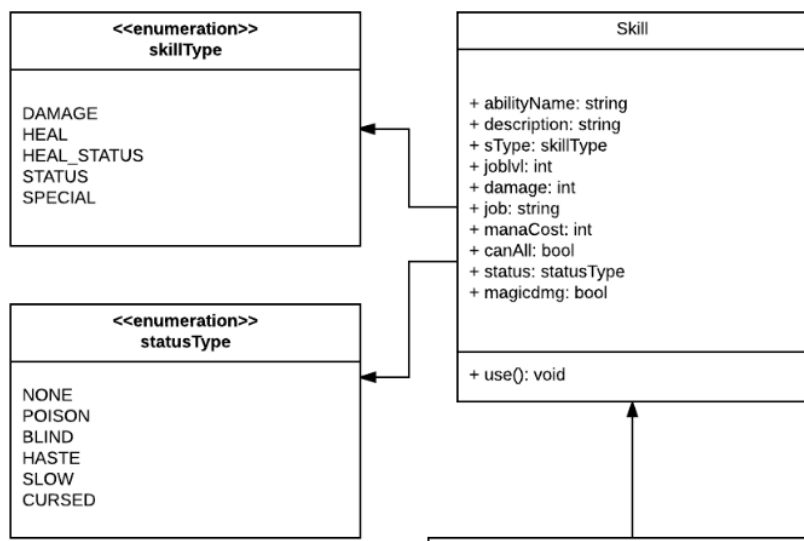 <<enumeration>>
skillType
DAMAGE
HEAL
HEAL_STATUS
STATUS
SPECIAL
<<enumeration>>
statusType
NONE
POISON
BLIND
HASTE
SLOW
CURSED
Skill
+ abilityName: string
+ description: string
+ sType: skillType
+ joblvl: int
+ damage: int
+ job: string
+ manaCost: int
+ canAll: bool
+ status: statusType
+ magicdmg: bool
+ use(): void